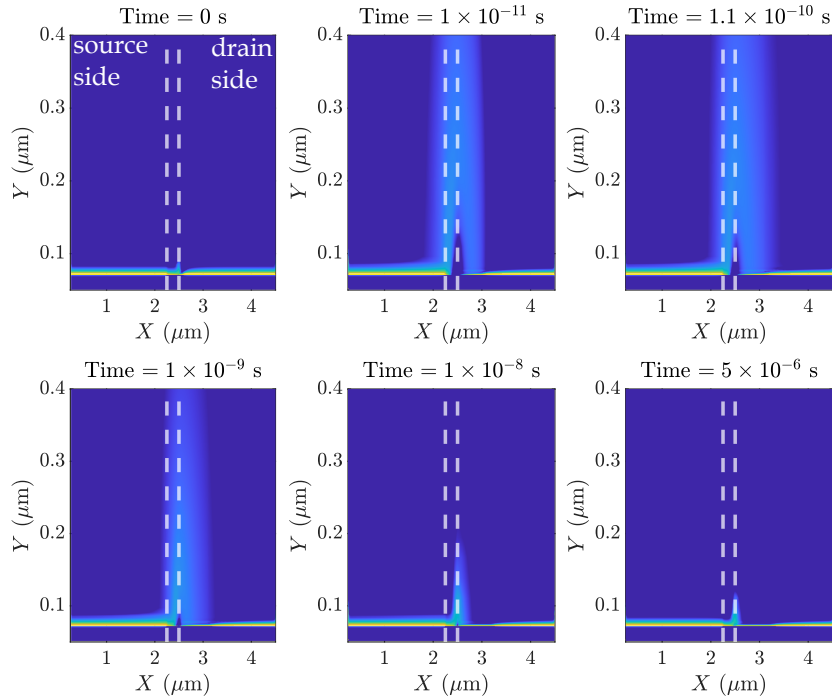 Time = 0 s
source side
drain side
0.4
0.3
0.2
0.1
Y (μm)
1 2 3 4
X (μm)
Time = 1 × 10⁻¹¹ s
0.4
0.3
0.2
0.1
Y (μm)
1 2 3 4
X (μm)
Time = 1.1 × 10⁻¹⁰ s
0.4
0.3
0.2
0.1
Y (μm)
1 2 3 4
X (μm)
Time = 1 × 10⁻⁹ s
0.4
0.3
0.2
0.1
Y (μm)
1 2 3 4
X (μm)
Time = 1 × 10⁻⁸ s
0.4
0.3
0.2
0.1
Y (μm)
1 2 3 4
X (μm)
Time = 5 × 10⁻⁶ s
0.4
0.3
0.2
0.1
Y (μm)
1 2 3 4
X (μm)